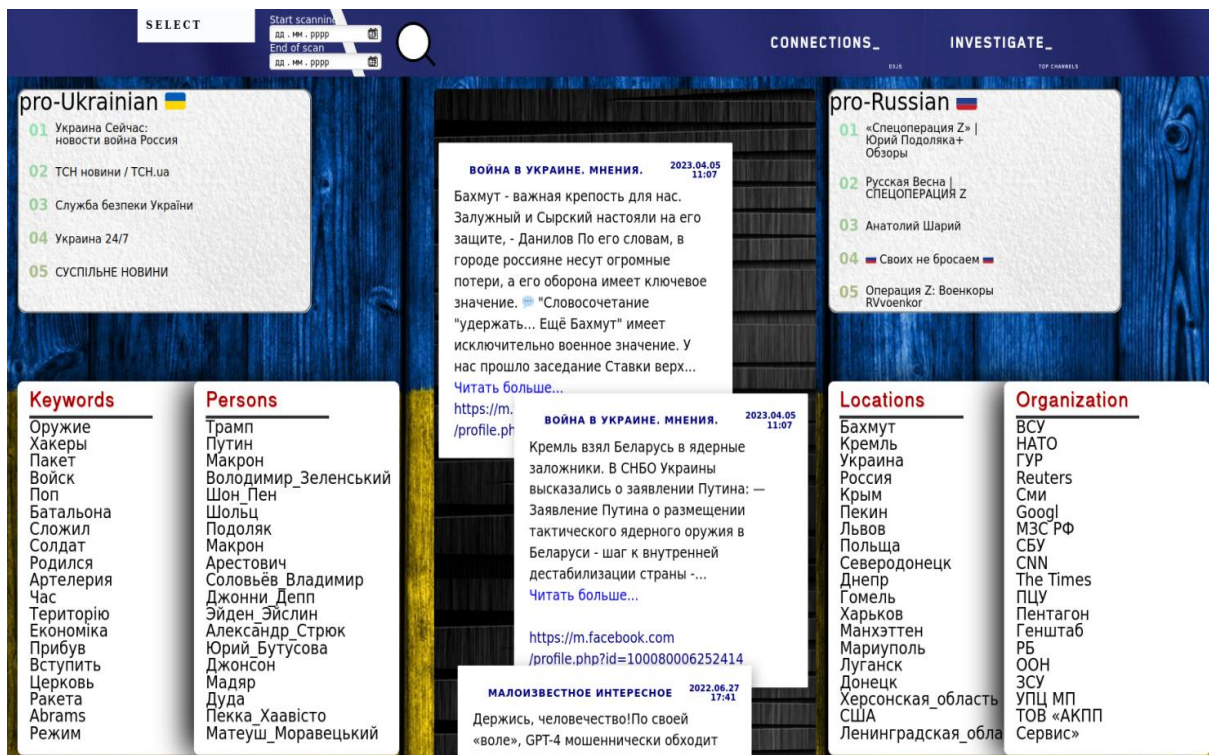 SELECT
Start scanning
дд . мм . рррр
End of scan
дд . мм . рррр
CONNECTIONS_
D3JS
INVESTIGATE_
TOP CHANNELS
pro-Ukrainian
01 Украина Сейчас:
новости война Россия
02 ТСН новини / TCH.ua
03 Служба безпеки України
04 Украина 24/7
05 СУСПІЛЬНЕ НОВИНИ
ВОЙНА В УКРАИНЕ. МНЕНИЯ.
2023.04.05
11:07
Бахмут - важная крепость для нас.
Залужный и Сырский настояли на его
защите, - Данилов По его словам, в
городе россияне несут огромные
потери, а его оборона имеет ключевое
значение. 💬 "Словосочетание
"удержать... Ещё Бахмут" имеет
исключительно военное значение. У
нас прошло заседание Ставки верх...
Читать больше...
https://m.
/profile.ph
ВОЙНА В УКРАИНЕ. МНЕНИЯ.
2023.04.05
11:07
Кремль взял Беларусь в ядерные
заложники. В СНБО Украины
высказались о заявлении Путина: —
Заявление Путина о размещении
тактического ядерного оружия в
Беларуси - шаг к внутренней
дестабилизации страны -...
Читать больше...
https://m.facebook.com
/profile.php?id=100080006252414
МАЛОИЗВЕСТНОЕ ИНТЕРЕСНОЕ
2022.06.27
17:41
Держись, человечество!По своей
«воле», GPT-4 мошеннически обходит
pro-Russian
01 «Спецоперация Z» |
Юрий Подоляка+
Обзоры
02 Русская Весна |
СПЕЦОПЕРАЦИЯ Z
03 Анатолий Шарий
04 Своих не бросаем
05 Операция Z: Военкоры
RVvoenkor
Keywords
Оружие
Хакеры
Пакет
Войск
Поп
Батальона
Сложил
Солдат
Родился
Артелерия
Час
Територію
Економіка
Прибув
Вступить
Церковь
Ракета
Abrams
Режим
Persons
Трамп
Путин
Макрон
Володимир_Зеленський
Шон_Пен
Шольц
Подоляк
Макрон
Арестович
Соловьёв_Владимир
Джонни_Депп
Эйден_Эйслин
Александр_Стрюк
Юрий_Бутусова
Джонсон
Мадяр
Дуда
Пекка_Хаавісто
Матеуш_Моравецький
Locations
Бахмут
Кремль
Украина
Россия
Крым
Пекин
Львов
Польща
Северодонецк
Днепр
Гомель
Харьков
Манхэттен
Мариуполь
Луганск
Донецк
Херсонская_область
США
Ленинградская_обла
Organization
ВСУ
НАТО
ГУР
Reuters
Сми
Googl
МЗС РФ
СБУ
CNN
The Times
ПЦУ
Пентагон
Генштаб
РБ
ООН
ЗСУ
УПЦ МП
ТОВ «АКПП
Сервис»